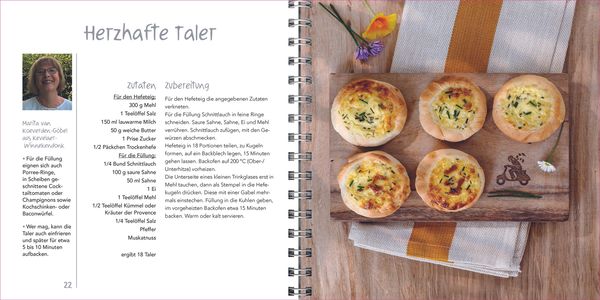 Herzhafte Taler
Marita van
Koeverden-Göbel
aus Kevelaer-
Winnekendonk
• Für die Füllung
eignen sich auch
Porree-Ringe,
in Scheiben ge-
schnittene Cock-
tailtomaten oder
Champignons sowie
Kochschinken- oder
Baconwürfel.
• Wer mag, kann die
Taler auch einfrieren
und später für etwa
5 bis 10 Minuten
aufbacken.
Zutaten
Für den Hefeteig:
300 g Mehl
1 Teelöffel Salz
150 ml lauwarme Milch
50 g weiche Butter
1 Prise Zucker
1/2 Päckchen Trockenhefe
Für die Füllung:
1/4 Bund Schnittlauch
100 g saure Sahne
50 ml Sahne
1 Ei
1 Teelöffel Mehl
1/2 Teelöffel Kümmel oder
Kräuter der Provence
1/4 Teelöffel Salz
Pfeffer
Muskatnuss
ergibt 18 Taler
Zubereitung
Für den Hefeteig die angegebenen Zutaten
verkneten.
Für die Füllung Schnittlauch in feine Ringe
schneiden. Saure Sahne, Sahne, Ei und Mehl
verrühren. Schnittlauch zufügen, mit den Ge-
würzen abschmecken.
Hefeteig in 18 Portionen teilen, zu Kugeln
formen, auf ein Backblech legen, 15 Minuten
gehen lassen. Backofen auf 200 °C (Ober-/
Unterhitze) vorheizen.
Die Unterseite eines kleinen Trinkglases erst in
Mehl tauchen, dann als Stempel in die Hefe-
kugeln drücken. Diese mit einer Gabel mehr-
mals einstechen. Füllung in die Kuhlen geben,
im vorgeheizten Backofen etwa 15 Minuten
backen. Warm oder kalt servieren.
22